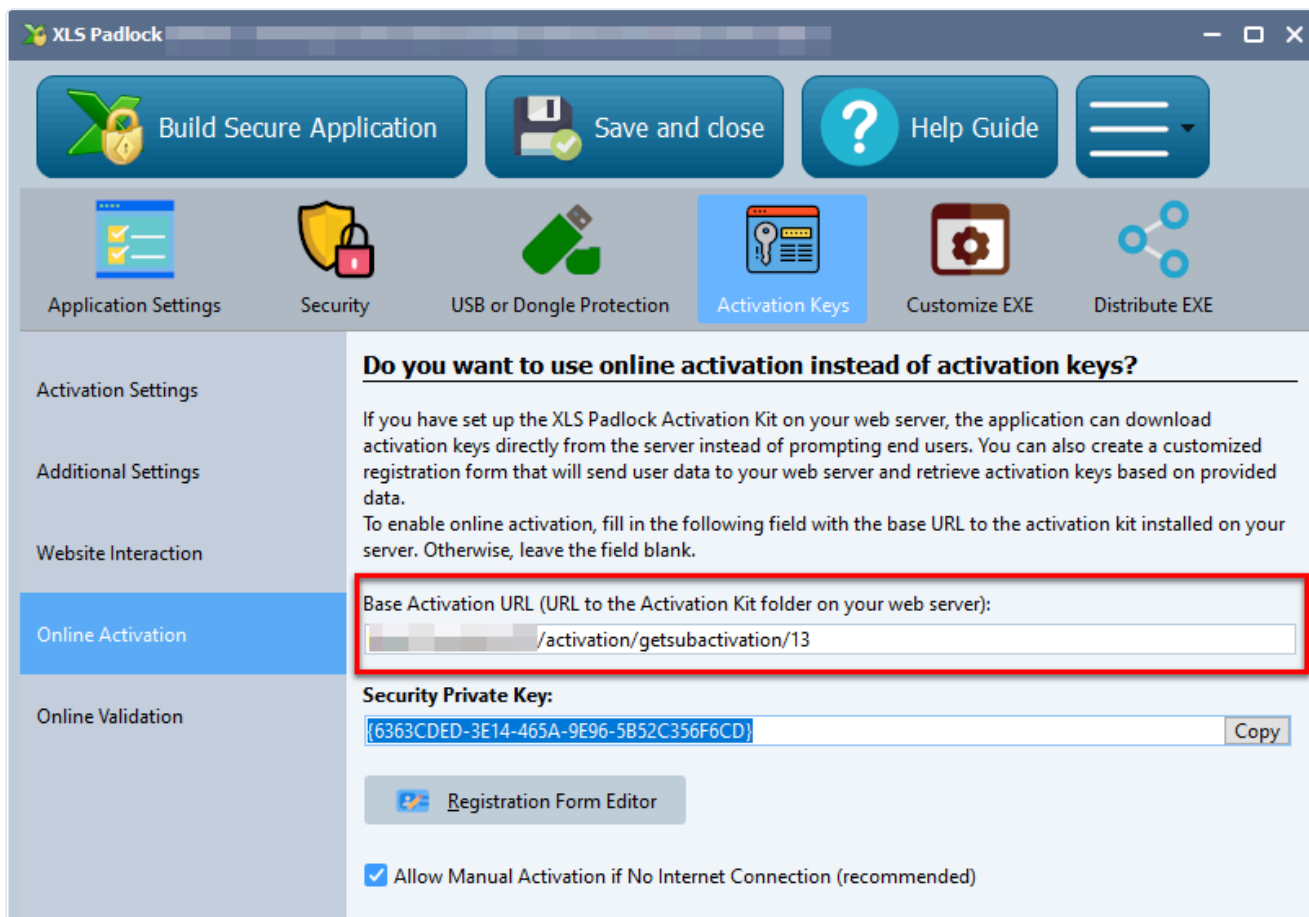 XLS Padlock
Build Secure Application
Save and close
Help Guide
Application Settings
Security
USB or Dongle Protection
Activation Keys
Customize EXE
Distribute EXE
Activation Settings
Additional Settings
Website Interaction
Online Activation
Online Validation
Do you want to use online activation instead of activation keys?
If you have set up the XLS Padlock Activation Kit on your web server, the application can download
activation keys directly from the server instead of prompting end users. You can also create a customized
registration form that will send user data to your web server and retrieve activation keys based on provided
data.
To enable online activation, fill in the following field with the base URL to the activation kit installed on your
server. Otherwise, leave the field blank.
Base Activation URL (URL to the Activation Kit folder on your web server):
/activation/getsubactivation/13
Security Private Key:
{6363CDED-3E14-465A-9E96-5B52C356F6CD}
Copy
Registration Form Editor
Allow Manual Activation if No Internet Connection (recommended)